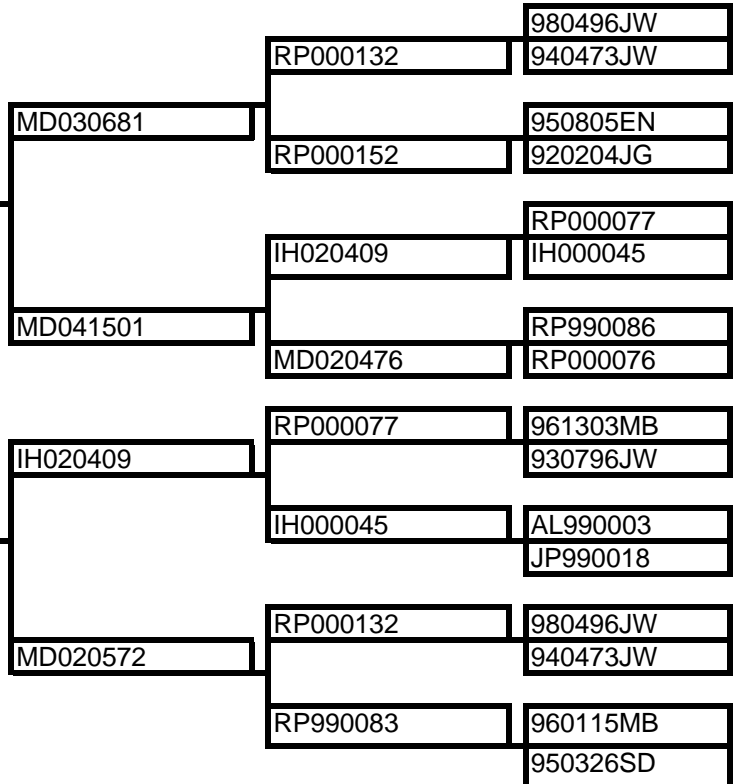 980496JW
RP000132
940473JW
MD030681
950805EN
RP000152
920204JG
RP000077
IH020409
IH000045
MD041501
RP990086
MD020476
RP000076
RP000077
961303MB
IH020409
930796JW
IH000045
AL990003
JP990018
RP000132
980496JW
MD020572
940473JW
RP990083
960115MB
950326SD